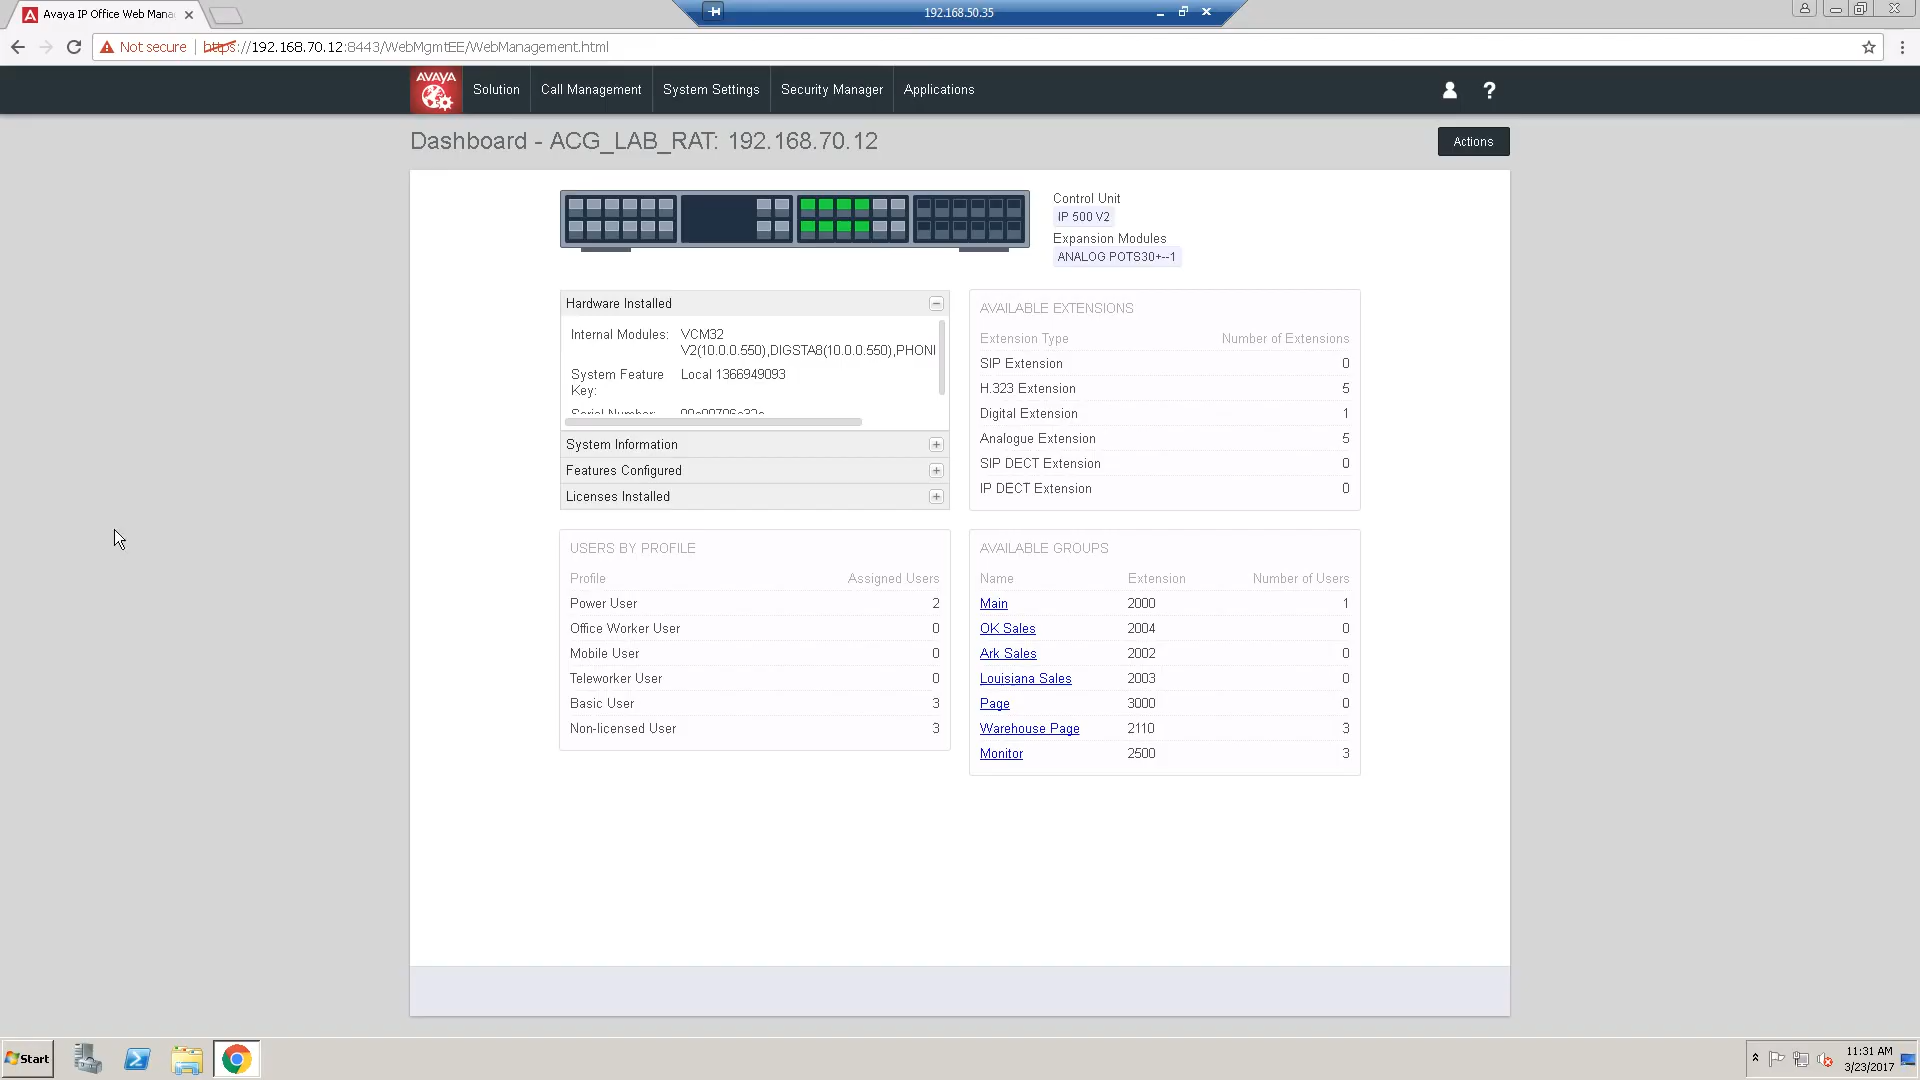 Avaya IP Office Web Mana
192.168.50.35
Not secure
https://192.168.70.12:8443/WebMgmtEE/WebManagement.html
AVAYA
Solution
Call Management
System Settings
Security Manager
Applications
?
Dashboard - ACG_LAB_RAT: 192.168.70.12
Actions
Control Unit
IP 500 V2
Expansion Modules
ANALOG POTS30+--1
Hardware Installed
Internal Modules: VCM32
V2(10.0.0.550),DIGSTA8(10.0.0.550),PHONI
System Feature Local 1366949093
Key:
Serial Number:
System Information
Features Configured
Licenses Installed
AVAILABLE EXTENSIONS
Extension Type Number of Extensions
SIP Extension 0
H.323 Extension 5
Digital Extension 1
Analogue Extension 5
SIP DECT Extension 0
IP DECT Extension 0
USERS BY PROFILE
Profile Assigned Users
Power User 2
Office Worker User 0
Mobile User 0
Teleworker User 0
Basic User 3
Non-licensed User 3
AVAILABLE GROUPS
Name Extension Number of Users
Main 2000 1
OK Sales 2004 0
Ark Sales 2002 0
Louisiana Sales 2003 0
Page 3000 0
Warehouse Page 2110 3
Monitor 2500 3
Start
11:31 AM
3/23/2017